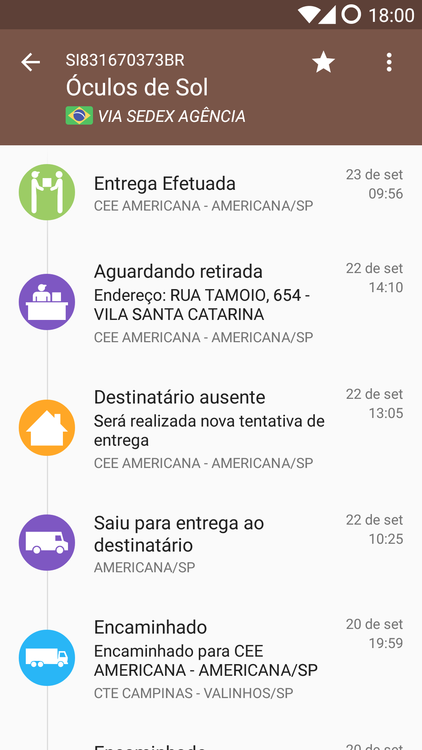 18:00
SI831670373BR
Óculos de Sol
VIA SEDEX AGÊNCIA
Entrega Efetuada
23 de set
09:56
CEE AMERICANA - AMERICANA/SP
Aguardando retirada
22 de set
14:10
Endereço: RUA TAMOIO, 654 -
VILA SANTA CATARINA
CEE AMERICANA - AMERICANA/SP
Destinatário ausente
22 de set
13:05
Será realizada nova tentativa de
entrega
CEE AMERICANA - AMERICANA/SP
Saiu para entrega ao
destinatário
22 de set
10:25
AMERICANA/SP
Encaminhado
20 de set
19:59
Encaminhado para CEE
AMERICANA - AMERICANA/SP
CTE CAMPINAS - VALINHOS/SP
Encaminhado
20 de set